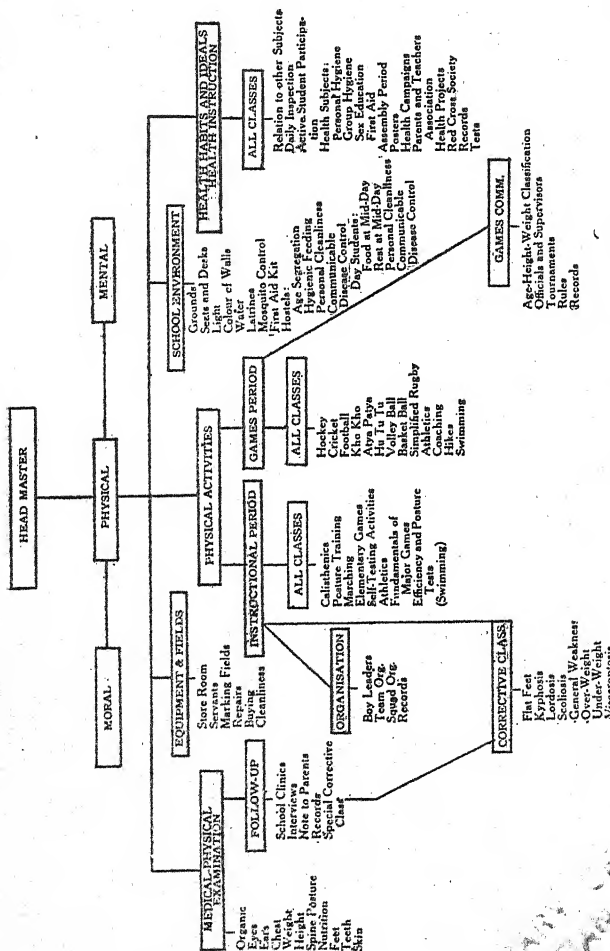 HEAD MASTER
MORAL
PHYSICAL
MENTAL
MEDICAL-PHYSICAL
EXAMINATION
Organic
Eyes
Ears
Chest
Weight
Height
Spine Posture
Nutrition
Feet
Teeth
Skin
FOLLOW-UP
School Clinics
Interviews
Note to Parents
Records
Special Corrective
Class
EQUIPMENT & FIELDS
Store Room
Servants
Marking Fields
Repairs
Buying
Cleanliness
PHYSICAL ACTIVITIES
INSTRUCTIONAL PERIOD
ORGANISATION
Boy Leaders
Team Org.
Squad Org.
Records
ALL CLASSES
Calisthenics
Posture Training
Marching
Elementary Games
Self-Testing Activities
Athletics
Fundamentals of
Major Games
Efficiency and Posture
Tests
(Swimming)
CORRECTIVE CLASS
Flat Feet
Kyphosis
Lordosis
Scoliosis
General Weakness
Over-Weight
Under-Weight
GAMES PERIOD
ALL CLASSES
Hockey
Cricket
Football
Kho Kho
Atya Patya
Hu Tu Tu
Volley Ball
Basket Ball
Simplified Rugby
Athletics
Coaching
Hikes
Swimming
GAMES COMM.
Age-Height-Weight Classification
Officials and Supervisors
Tournaments
Rules
Records
SCHOOL ENVIRONMENT
Grounds
Seats and Desks
Light
Colour of Walls
Water
Latrines
Mosquito Control
First Aid Kit
Hostels:
Age Segregation
Hygienic Feeding
Personal Cleanliness
Communicable
Disease Control
Day Students:
Food at Mid-Day
Rest at Mid-Day
Personal Cleanliness
Communicable
Disease Control
HEALTH HABITS AND IDEALS
HEALTH INSTRUCTION
ALL CLASSES
Relation to other Subjects
Daily Inspection
Active Student Participa-
tion
Health Subjects:
Personal Hygiene
Group Hygiene
Sex Education
First Aid
Assembly Period
Posters
Health Campaigns
Parents and Teachers
Association
Health Projects
Red Cross Society
Records
Tests